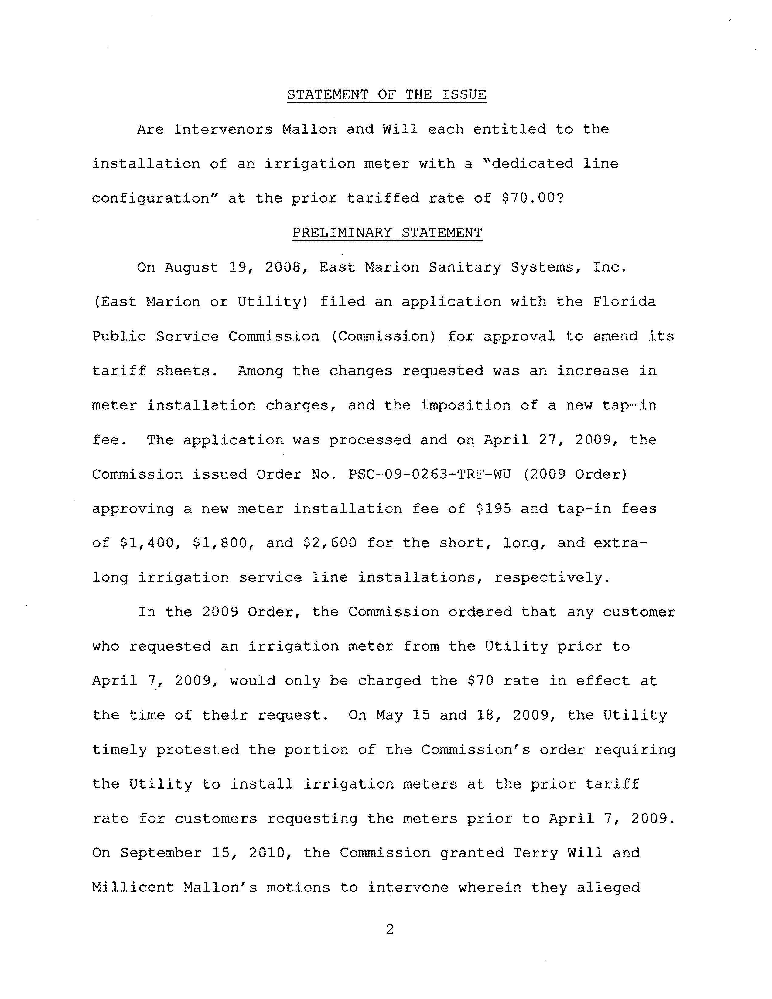 STATEMENT OF THE ISSUE
Are Intervenors Mallon and Will each entitled to the
installation of an irrigation meter with a "dedicated line
configuration" at the prior tariffed rate of $70.00?
PRELIMINARY STATEMENT
On August 19, 2008, East Marion Sanitary Systems, Inc.
(East Marion or Utility) filed an application with the Florida
Public Service Commission (Commission) for approval to amend its
tariff sheets.  Among the changes requested was an increase in
meter installation charges, and the imposition of a new tap-in
fee.  The application was processed and on April 27, 2009, the
Commission issued Order No. PSC-09-0263-TRF-WU (2009 Order)
approving a new meter installation fee of $195 and tap-in fees
of $1,400, $1,800, and $2,600 for the short, long, and extra-
long irrigation service line installations, respectively.
In the 2009 Order, the Commission ordered that any customer
who requested an irrigation meter from the Utility prior to
April 7, 2009, would only be charged the $70 rate in effect at
the time of their request.  On May 15 and 18, 2009, the Utility
timely protested the portion of the Commission's order requiring
the Utility to install irrigation meters at the prior tariff
rate for customers requesting the meters prior to April 7, 2009.
On September 15, 2010, the Commission granted Terry Will and
Millicent Mallon's motions to intervene wherein they alleged
2